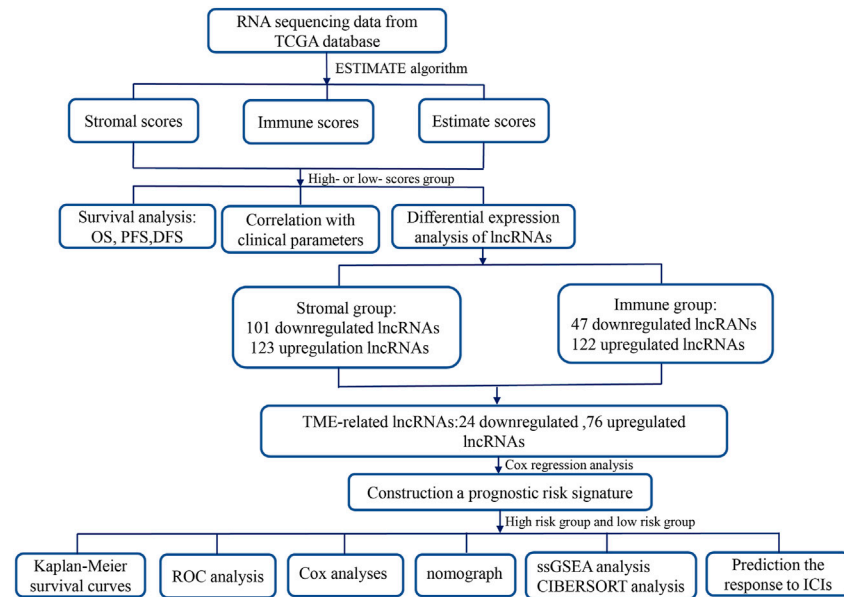 RNA sequencing data from
TCGA database
ESTIMATE algorithm
Stromal scores
Immune scores
Estimate scores
High- or low- scores group
Survival analysis:
OS, PFS,DFS
Correlation with
clinical parameters
Differential expression
analysis of lncRNAs
Stromal group:
101 downregulated lncRNAs
123 upregulation lncRNAs
Immune group:
47 downregulated lncRANs
122 upregulated lncRNAs
TME-related lncRNAs:24 downregulated ,76 upregulated
lncRNAs
Cox regression analysis
Construction a prognostic risk signature
High risk group and low risk group
Kaplan-Meier
survival curves
ROC analysis
Cox analyses
nomograph
ssGSEA analysis
CIBERSORT analysis
Prediction the
response to ICIs